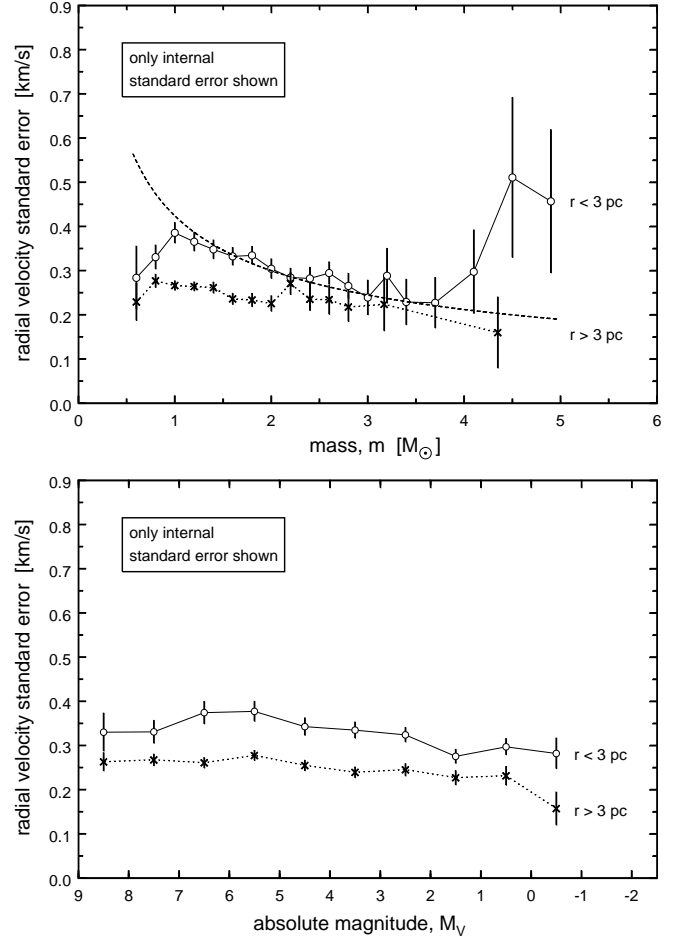 0.9
0.8
0.7
0.6
0.5
0.4
0.3
0.2
0.1
0.0
radial velocity standard error [km/s]
only internal
standard error shown
r < 3 pc
r > 3 pc
0 1 2 3 4 5 6
mass, m [M⊙]
0.9
0.8
0.7
0.6
0.5
0.4
0.3
0.2
0.1
0.0
radial velocity standard error [km/s]
only internal
standard error shown
r < 3 pc
r > 3 pc
9 8 7 6 5 4 3 2 1 0 -1 -2
absolute magnitude, MV